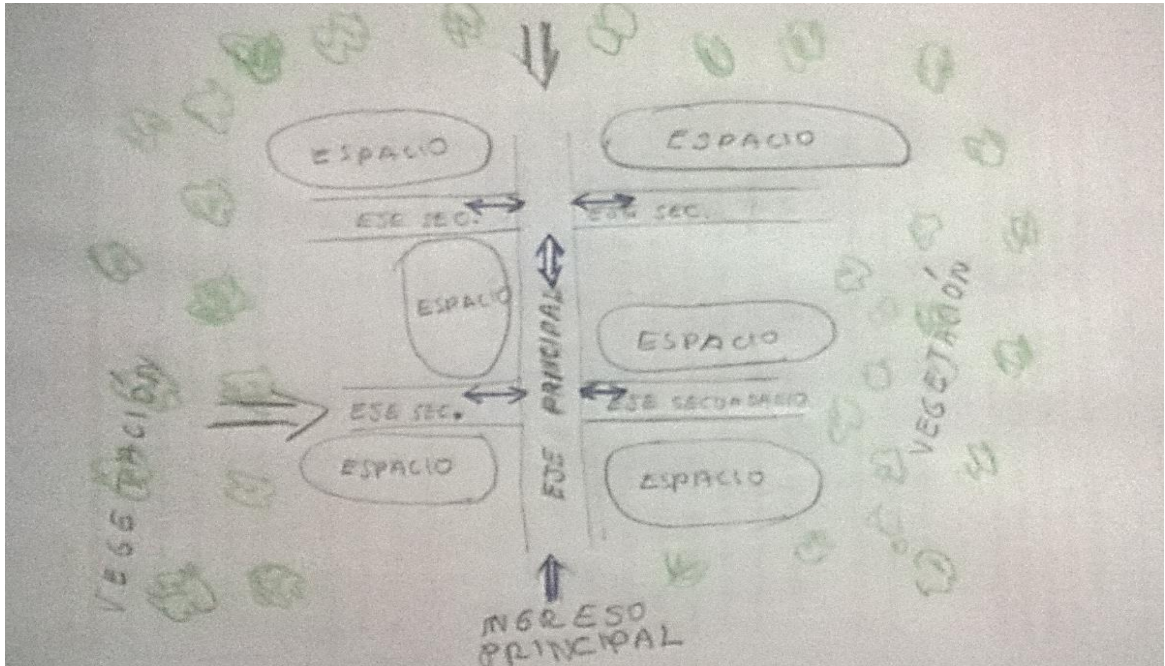 ESPACIO
ESPACIO
EJE SEC.
EJE SEC.
ESPACIO
ESPACIO
EJE PRINCIPAL
EJE SEC.
EJE SECUNDARIO
ESPACIO
ESPACIO
VEGETACIÓN
VEGETACIÓN
INGRESO
PRINCIPAL